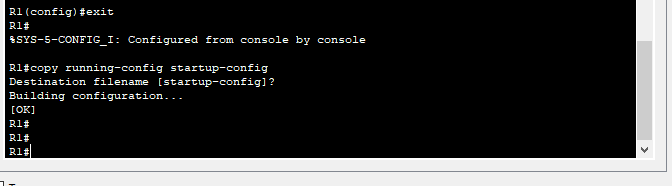 R1(config)#exit
R1#
%SYS-5-CONFIG_I: Configured from console by console
R1#copy running-config startup-config
Destination filename [startup-config]?
Building configuration...
[OK]
R1#
R1#
R1#